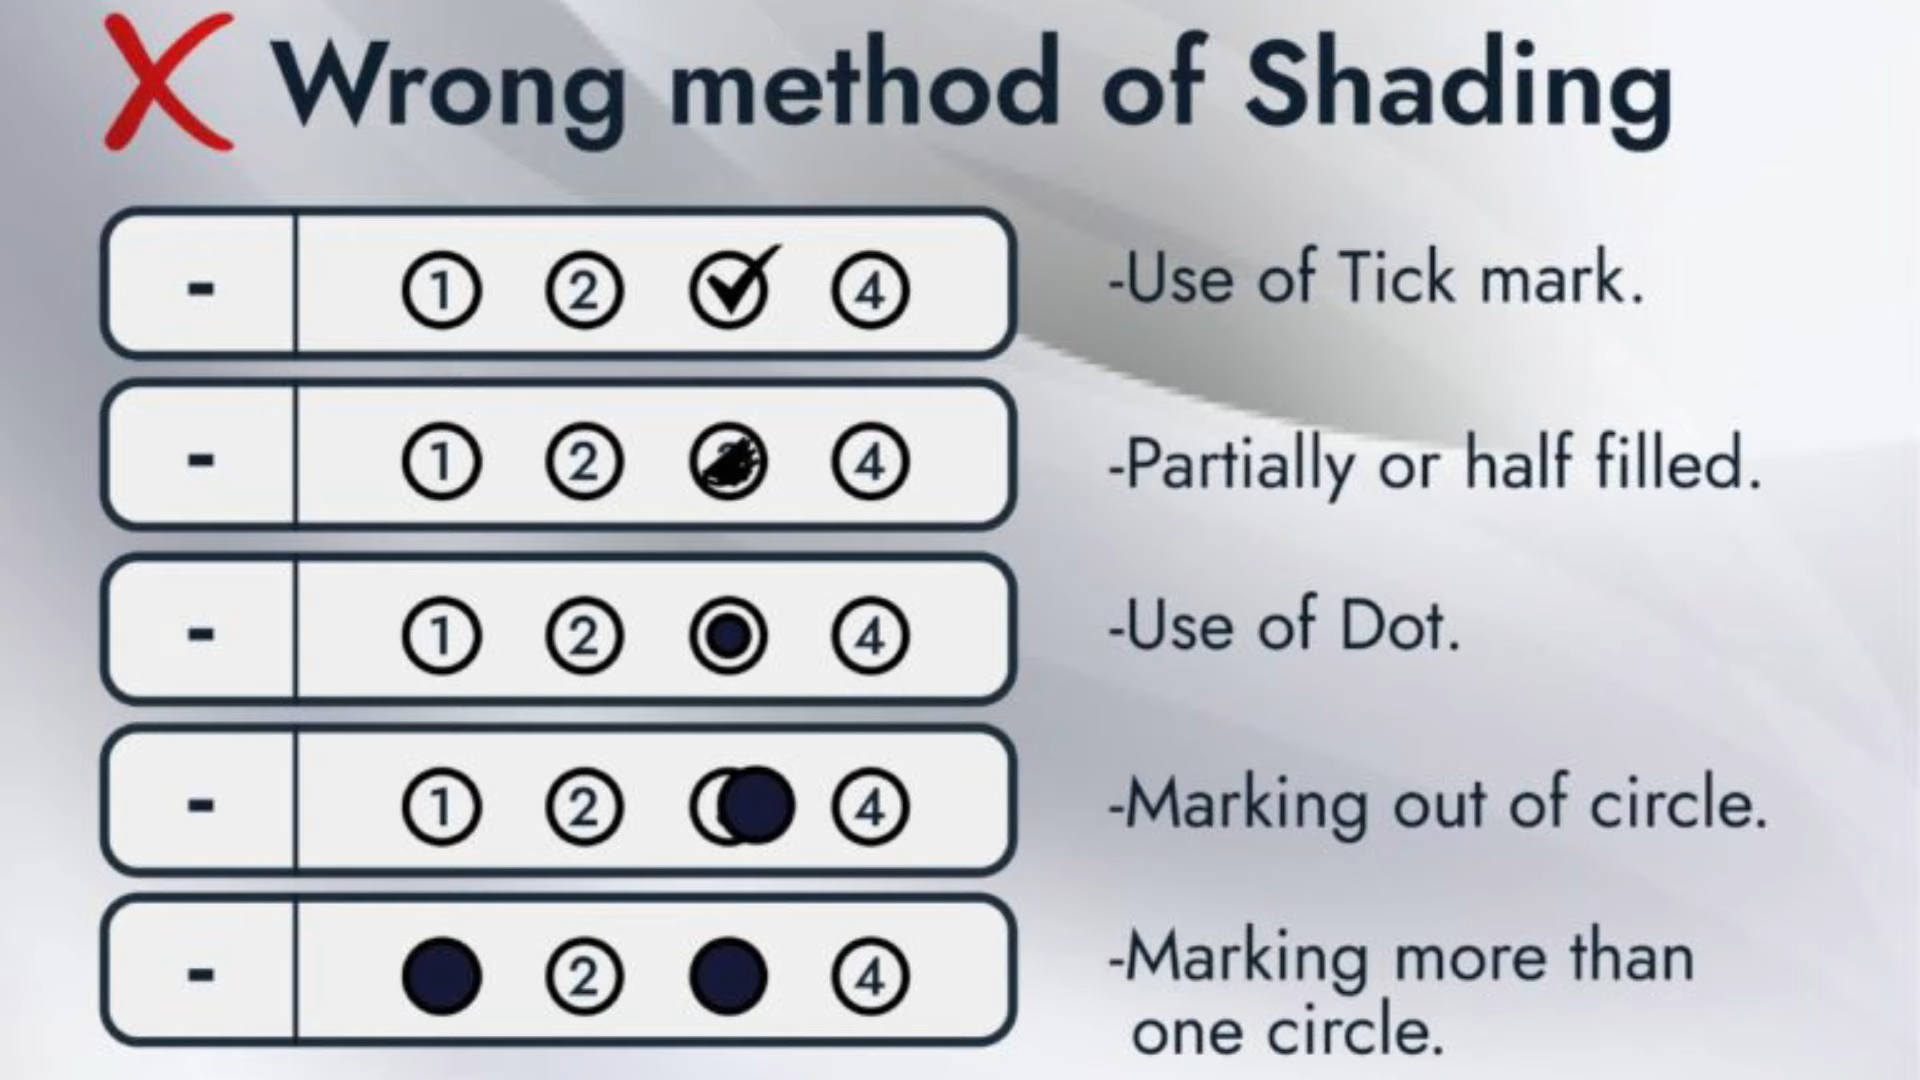 Wrong method of Shading
- 1 2 4 -Use of Tick mark.
- 1 2 4 -Partially or half filled.
- 1 2 4 -Use of Dot.
- 1 2 4 -Marking out of circle.
- 2 4 -Marking more than
one circle.